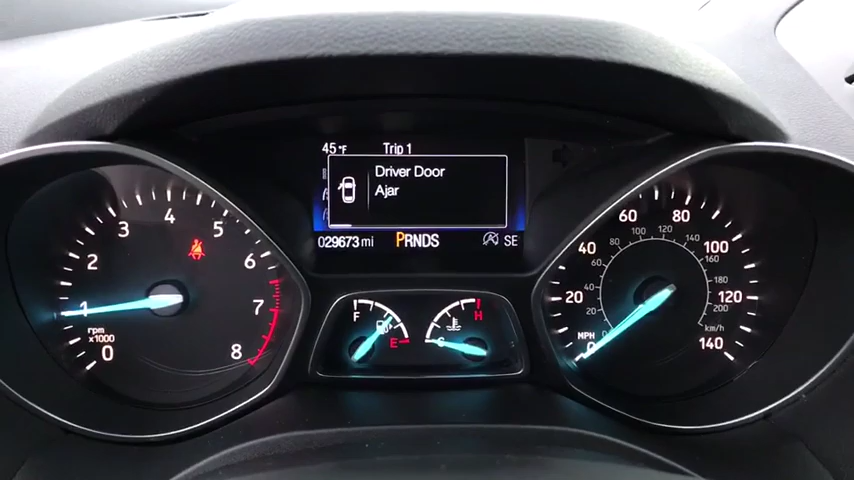 45°F Trip 1
Driver Door
Ajar
029673 mi PRNDS SE
0 1 2 3 4 5 6 7 8
rpm
x1000
F E
C H
0 20 40 60 80 100 120 140
MPH
0 20 40 60 80 100 120 140 160 180 200
km/h